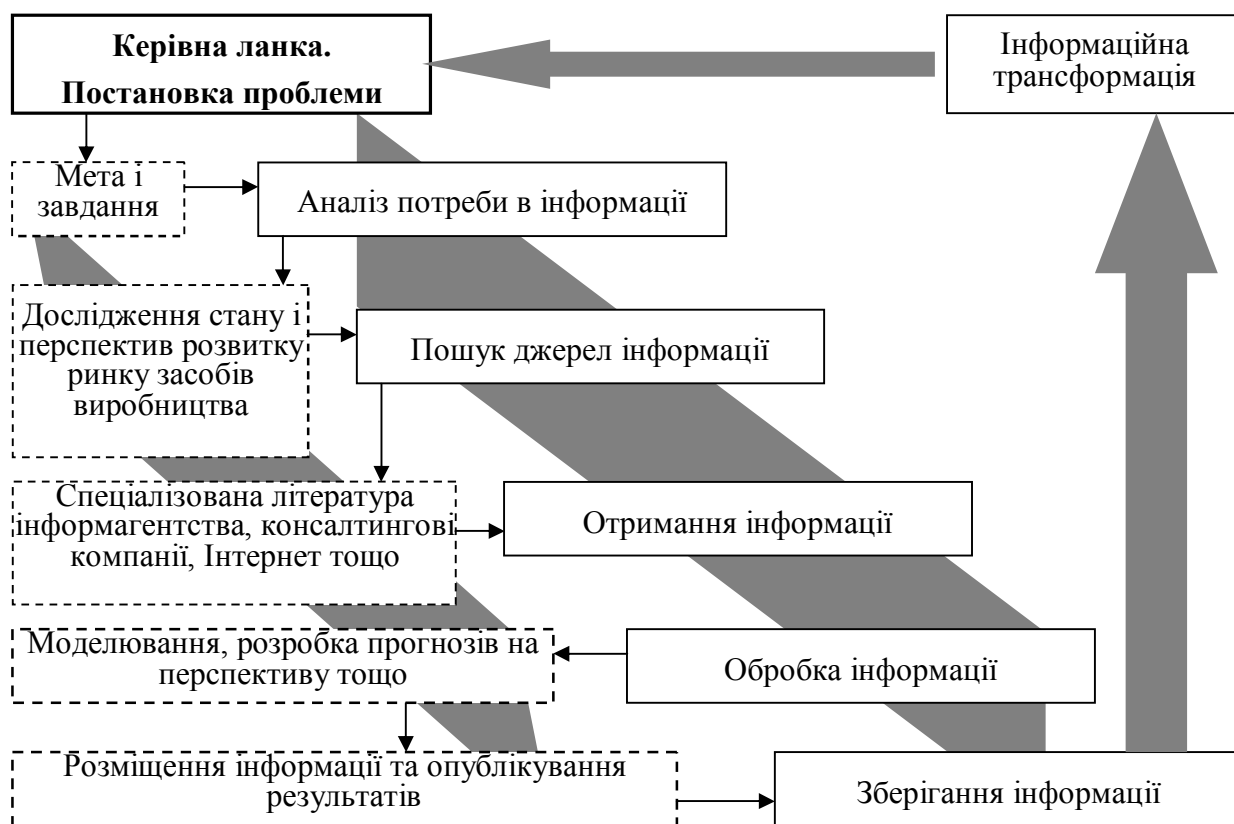 Керівна ланка.
Постановка проблеми
Інформаційна
трансформація
Мета і
завдання
Аналіз потреби в інформації
Дослідження стану і
перспектив розвитку
ринку засобів
виробництва
Пошук джерел інформації
Спеціалізована література
інформагентства, консалтингові
компанії, Інтернет тощо
Отримання інформації
Моделювання, розробка прогнозів на
перспективу тощо
Обробка інформації
Розміщення інформації та опублікування
результатів
Зберігання інформації